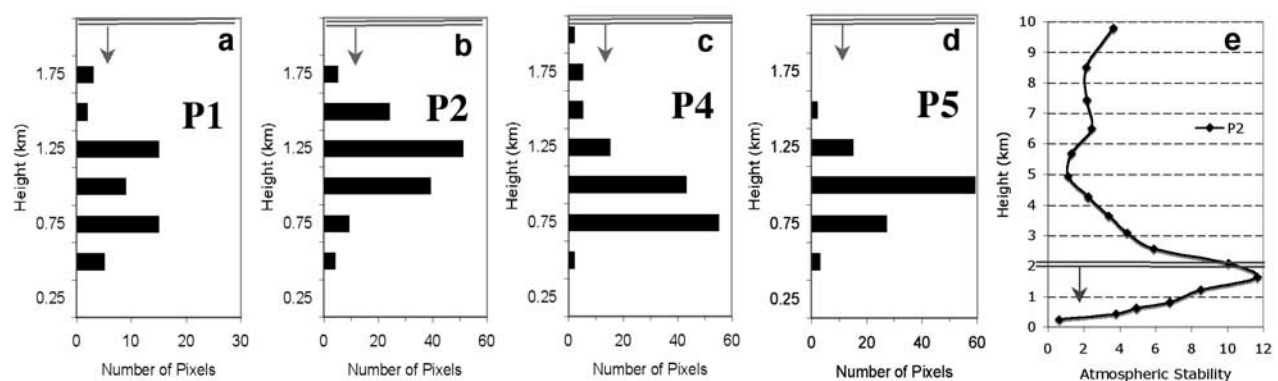 a
P1
1.75
1.25
0.75
0.25
Height (km)
0 10 20 30
Number of Pixels
b
P2
1.75
1.25
0.75
0.25
Height (km)
0 20 40 60
Number of Pixels
c
P4
1.75
1.25
0.75
0.25
Height (km)
0 20 40 60
Number of Pixels
d
P5
1.75
1.25
0.75
0.25
Height (km)
0 20 40 60
Number of Pixels
e
10
9
8
7
6
5
4
3
2
1
0
Height (km)
P2
0 2 4 6 8 10 12
Atmospheric Stability